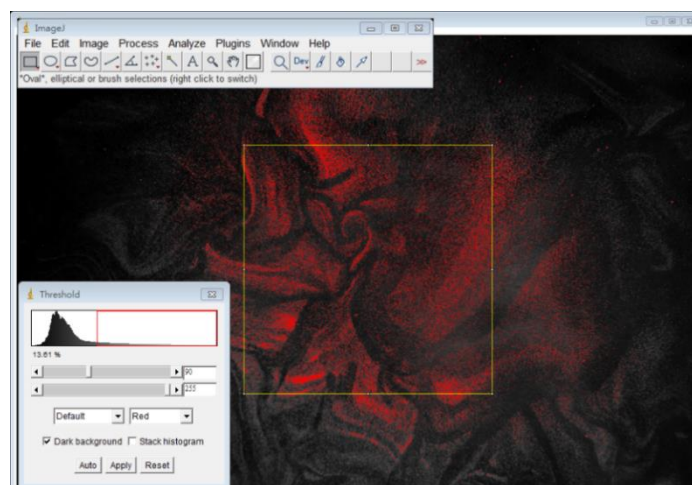 ImageJ
File Edit Image Process Analyze Plugins Window Help
A Dev >>
*Oval*, elliptical or brush selections (right click to switch)
Threshold
13.61 %
90
255
Default Red
Dark background Stack histogram
Auto Apply Reset